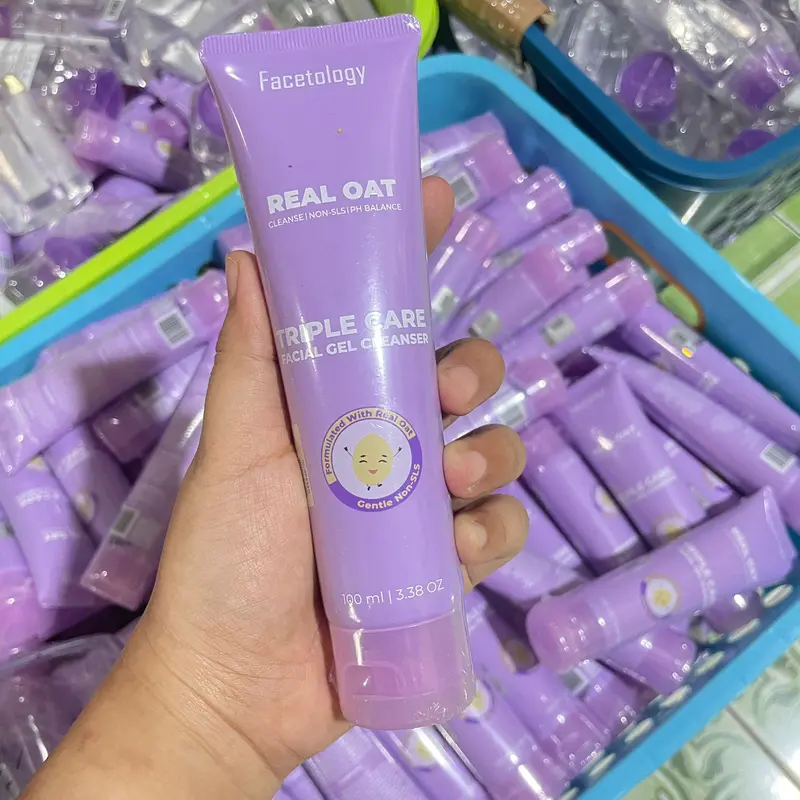 Facetology
REAL OAT
CLEANSE | NON-SLS | PH BALANCE
TRIPLE CARE
FACIAL GEL CLEANSER
Formulated With Real Oat
Gentle Non-SLS
100 ml | 3.38 OZ